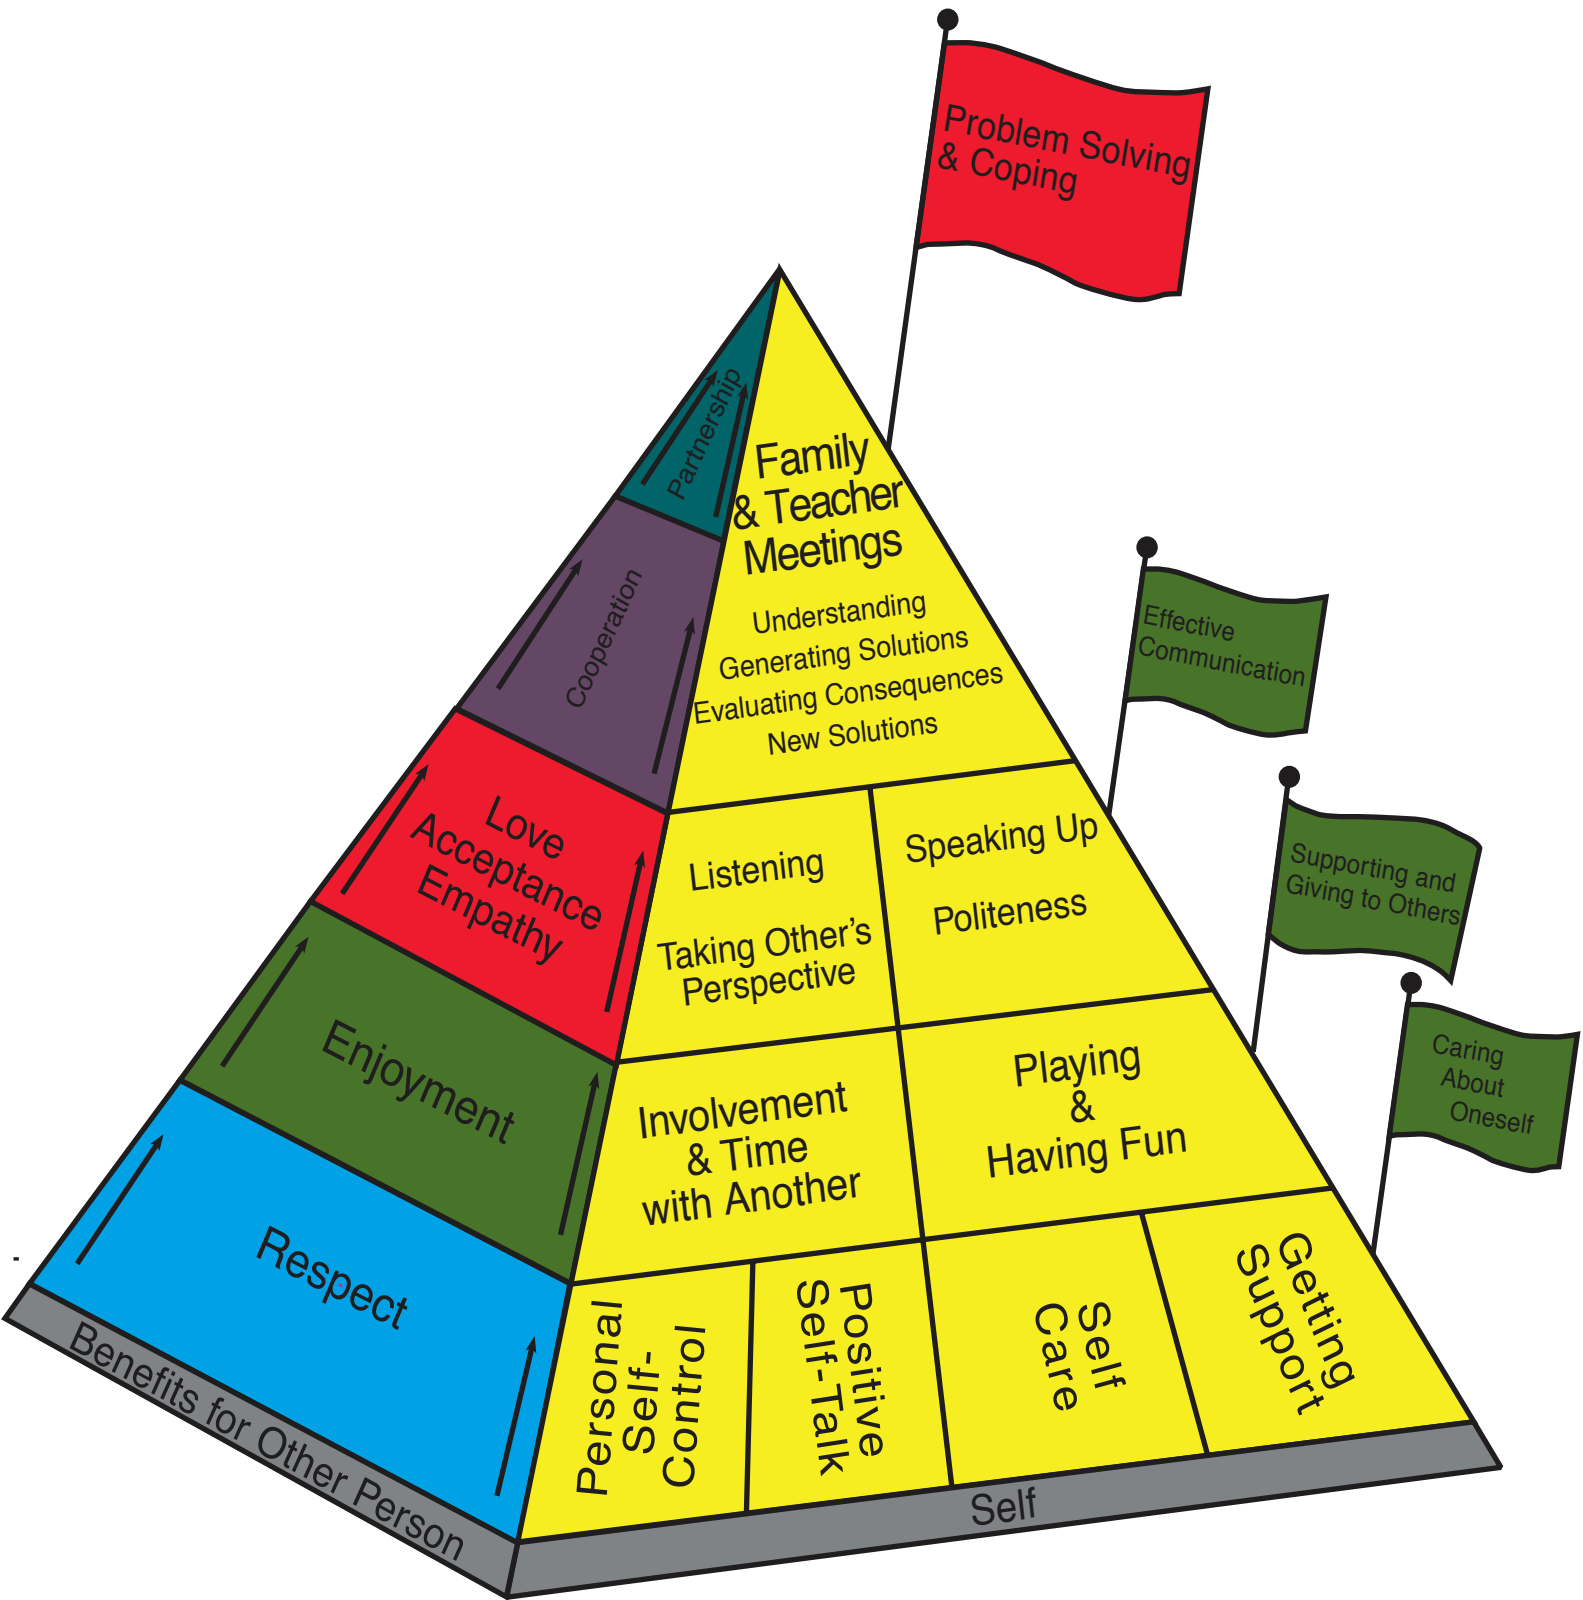 Problem Solving
& Coping
Partnership
Family
& Teacher
Meetings
Understanding
Generating Solutions
Evaluating Consequences
New Solutions
Effective
Communication
Cooperation
Love
Acceptance
Empathy
Listening
Taking Other's
Perspective
Speaking Up
Politeness
Supporting and
Giving to Others
Enjoyment
Involvement
& Time
with Another
Playing
&
Having Fun
Caring
About
Oneself
Respect
Personal
Self-
Control
Positive
Self-Talk
Self
Care
Getting
Support
Benefits for Other Person
Self